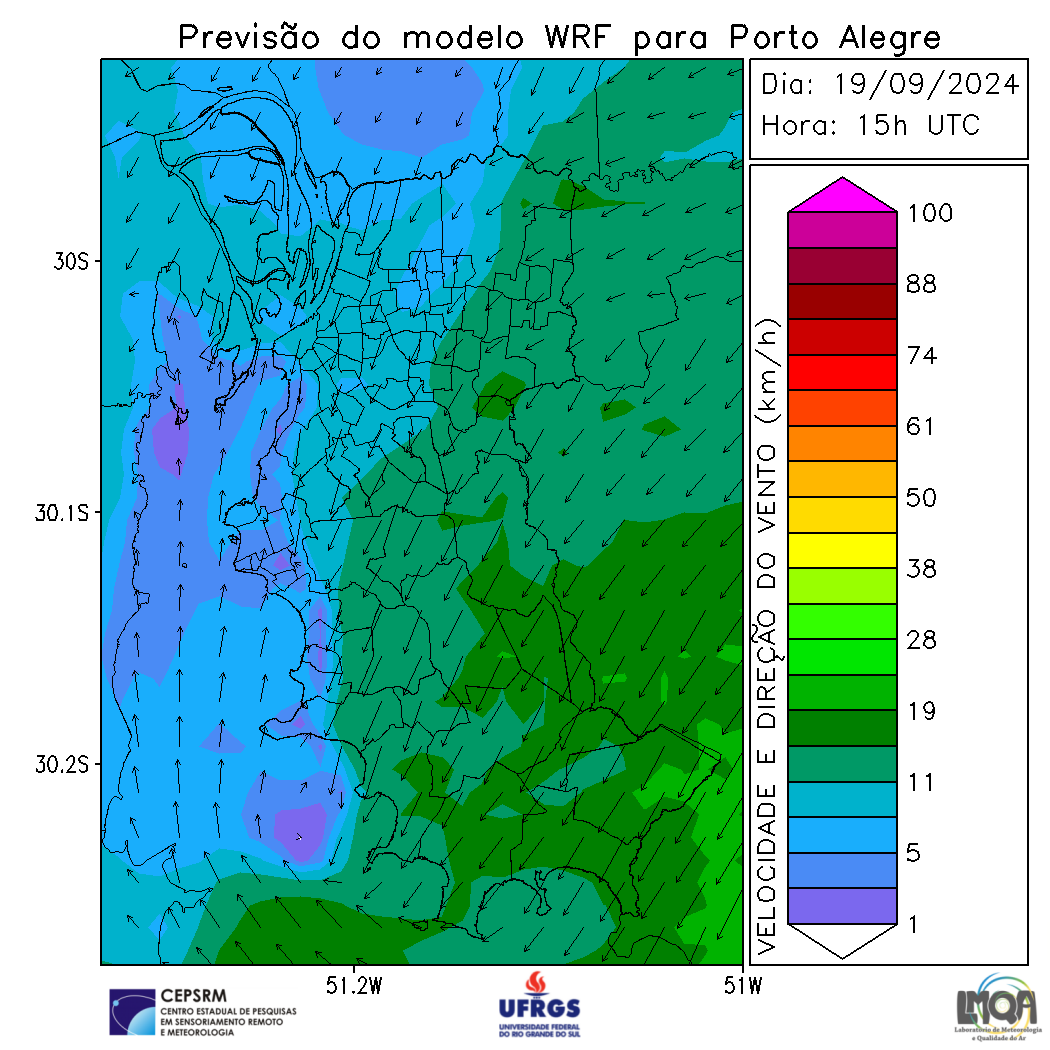 Previsão do modelo WRF para Porto Alegre
Dia: 19/09/2024
Hora: 15h UTC
30S
30.1S
30.2S
51.2W
51W
VELOCIDADE E DIREÇÃO DO VENTO (km/h)
100
88
74
61
50
38
28
19
11
5
1
CEPSRM
CENTRO ESTADUAL DE PESQUISAS
EM SENSORIAMENTO REMOTO
E METEOROLOGIA
UFRGS
UNIVERSIDADE FEDERAL
DO RIO GRANDE DO SUL
LMQA
Laboratório de Meteorologia
e Qualidade do Ar